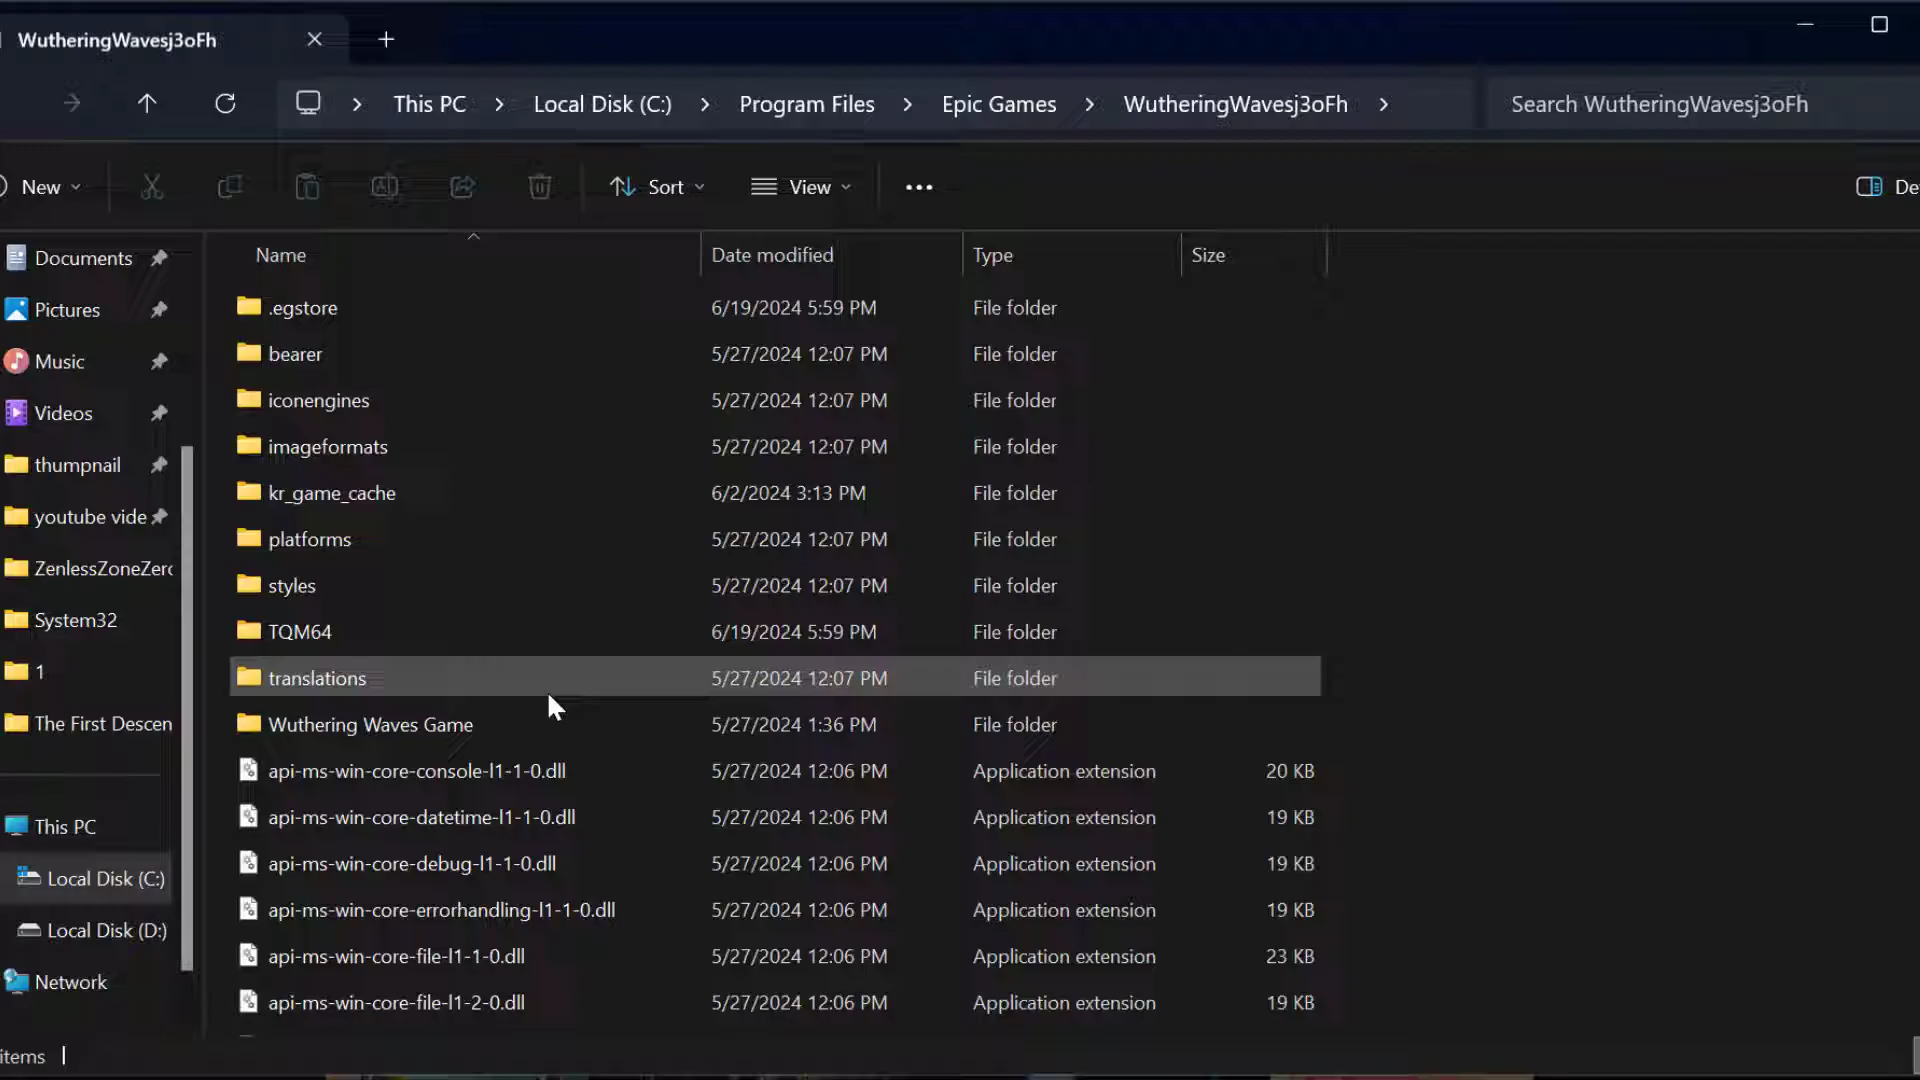 WutheringWavesj3oFh
This PC > Local Disk (C:) > Program Files > Epic Games > WutheringWavesj3oFh >
Search WutheringWavesj3oFh
New
Sort
View
De
Documents
Pictures
Music
Videos
thumpnail
youtube vide
ZenlessZoneZero
System32
1
The First Descen
This PC
Local Disk (C:)
Local Disk (D:)
Network
Name Date modified Type Size
.egstore 6/19/2024 5:59 PM File folder
bearer 5/27/2024 12:07 PM File folder
iconengines 5/27/2024 12:07 PM File folder
imageformats 5/27/2024 12:07 PM File folder
kr_game_cache 6/2/2024 3:13 PM File folder
platforms 5/27/2024 12:07 PM File folder
styles 5/27/2024 12:07 PM File folder
TQM64 6/19/2024 5:59 PM File folder
translations 5/27/2024 12:07 PM File folder
Wuthering Waves Game 5/27/2024 1:36 PM File folder
api-ms-win-core-console-l1-1-0.dll 5/27/2024 12:06 PM Application extension 20 KB
api-ms-win-core-datetime-l1-1-0.dll 5/27/2024 12:06 PM Application extension 19 KB
api-ms-win-core-debug-l1-1-0.dll 5/27/2024 12:06 PM Application extension 19 KB
api-ms-win-core-errorhandling-l1-1-0.dll 5/27/2024 12:06 PM Application extension 19 KB
api-ms-win-core-file-l1-1-0.dll 5/27/2024 12:06 PM Application extension 23 KB
api-ms-win-core-file-l1-2-0.dll 5/27/2024 12:06 PM Application extension 19 KB
items